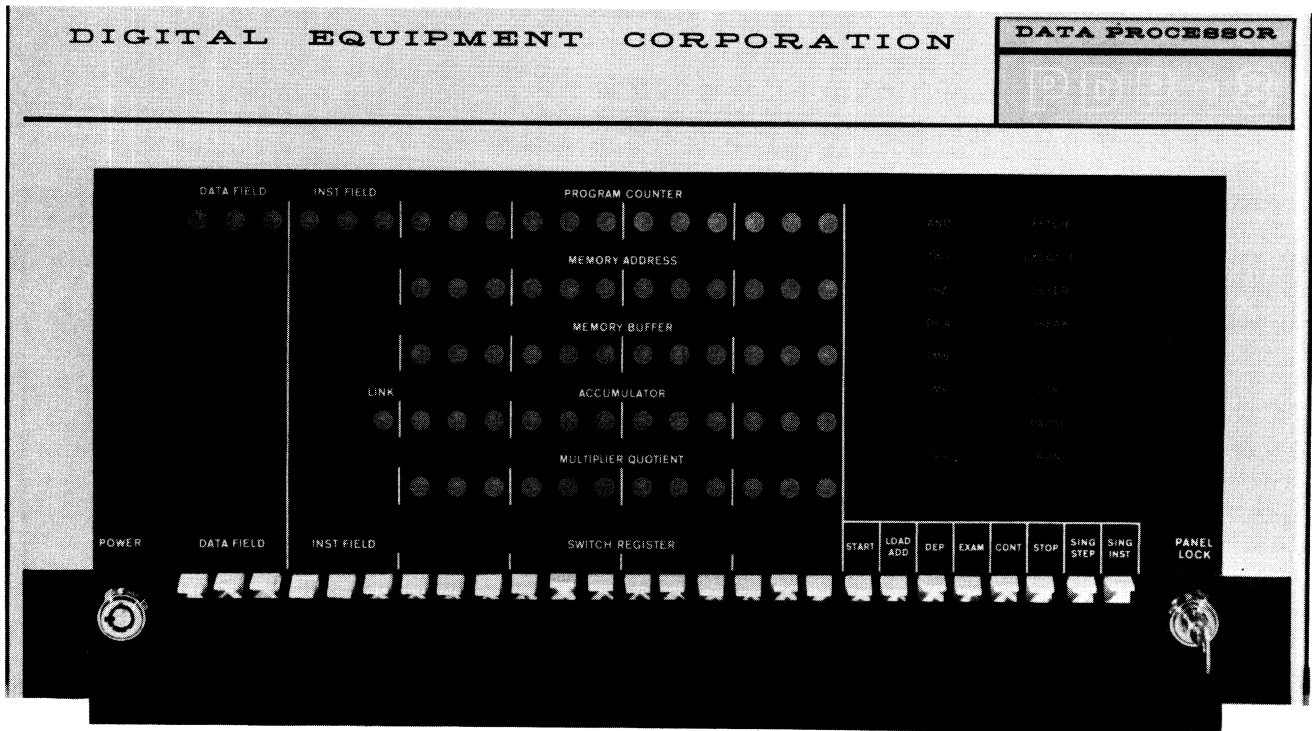 DIGITAL EQUIPMENT CORPORATION
DATA PROCESSOR
DATA FIELD INST FIELD PROGRAM COUNTER
MEMORY ADDRESS
MEMORY BUFFER
LINK ACCUMULATOR
MULTIPLIER QUOTIENT
AND
POWER DATA FIELD INST FIELD SWITCH REGISTER START LOAD ADD DEP EXAM CONT STOP SING STEP SING INST PANEL LOCK